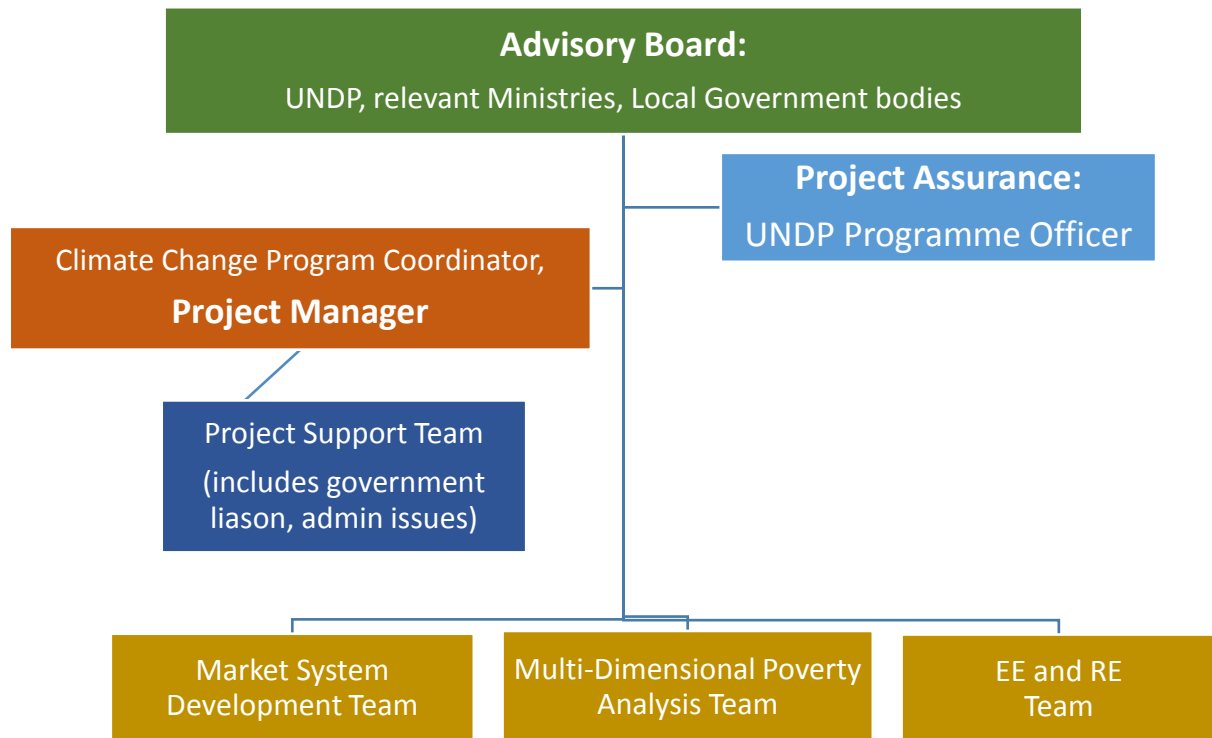 Advisory Board:
UNDP, relevant Ministries, Local Government bodies
Project Assurance:
UNDP Programme Officer
Climate Change Program Coordinator,
Project Manager
Project Support Team
(includes government
liason, admin issues)
Market System
Development Team
Multi-Dimensional Poverty
Analysis Team
EE and RE
Team